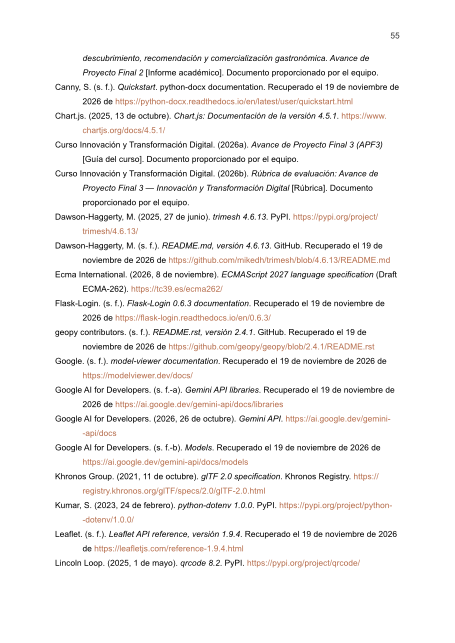 55
descubrimiento, recomendación y comercialización gastronómica. Avance de
Proyecto Final 2 [Informe académico]. Documento proporcionado por el equipo.
Canny, S. (s. f.). Quickstart. python-docx documentation. Recuperado el 19 de noviembre de
2026 de https://python-docx.readthedocs.io/en/latest/user/quickstart.html
Chart.js. (2025, 13 de octubre). Chart.js: Documentación de la versión 4.5.1. https://www.
chartjs.org/docs/4.5.1/
Curso Innovación y Transformación Digital. (2026a). Avance de Proyecto Final 3 (APF3)
[Guía del curso]. Documento proporcionado por el equipo.
Curso Innovación y Transformación Digital. (2026b). Rúbrica de evaluación: Avance de
Proyecto Final 3 — Innovación y Transformación Digital [Rúbrica]. Documento
proporcionado por el equipo.
Dawson-Haggerty, M. (2025, 27 de junio). trimesh 4.6.13. PyPI. https://pypi.org/project/
trimesh/4.6.13/
Dawson-Haggerty, M. (s. f.). README.md, versión 4.6.13. GitHub. Recuperado el 19 de
noviembre de 2026 de https://github.com/mikedh/trimesh/blob/4.6.13/README.md
Ecma International. (2026, 8 de noviembre). ECMAScript 2027 language specification (Draft
ECMA-262). https://tc39.es/ecma262/
Flask-Login. (s. f.). Flask-Login 0.6.3 documentation. Recuperado el 19 de noviembre de
2026 de https://flask-login.readthedocs.io/en/0.6.3/
geopy contributors. (s. f.). README.rst, versión 2.4.1. GitHub. Recuperado el 19 de
noviembre de 2026 de https://github.com/geopy/geopy/blob/2.4.1/README.rst
Google. (s. f.). model-viewer documentation. Recuperado el 19 de noviembre de 2026 de
https://modelviewer.dev/docs/
Google AI for Developers. (s. f.-a). Gemini API libraries. Recuperado el 19 de noviembre de
2026 de https://ai.google.dev/gemini-api/docs/libraries
Google AI for Developers. (2026, 26 de octubre). Gemini API. https://ai.google.dev/gemini-
-api/docs
Google AI for Developers. (s. f.-b). Models. Recuperado el 19 de noviembre de 2026 de
https://ai.google.dev/gemini-api/docs/models
Khronos Group. (2021, 11 de octubre). glTF 2.0 specification. Khronos Registry. https://
registry.khronos.org/glTF/specs/2.0/glTF-2.0.html
Kumar, S. (2023, 24 de febrero). python-dotenv 1.0.0. PyPI. https://pypi.org/project/python-
-dotenv/1.0.0/
Leaflet. (s. f.). Leaflet API reference, versión 1.9.4. Recuperado el 19 de noviembre de 2026
de https://leafletjs.com/reference-1.9.4.html
Lincoln Loop. (2025, 1 de mayo). qrcode 8.2. PyPI. https://pypi.org/project/qrcode/